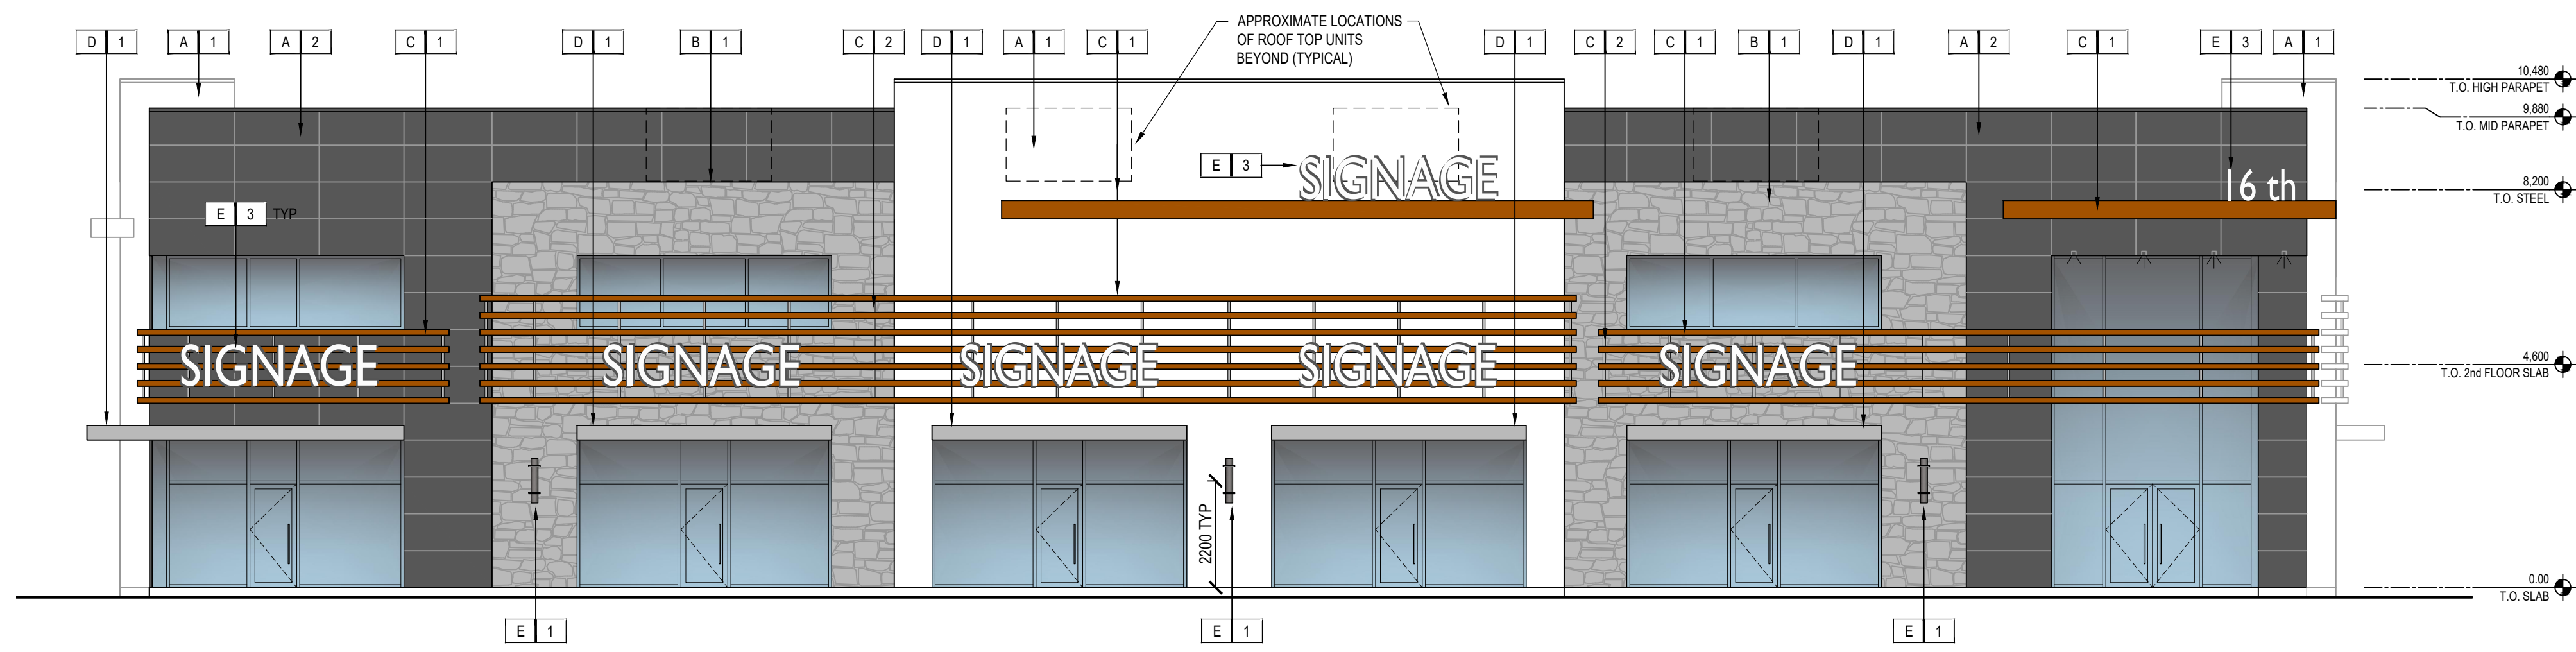 APPROXIMATE LOCATIONS
OF ROOF TOP UNITS
BEYOND (TYPICAL)
D 1
A 1
A 2
C 1
D 1
B 1
C 2
D 1
A 1
C 1
D 1
C 2
C 1
B 1
D 1
A 2
C 1
E 3
A 1
10,480
T.O. HIGH PARAPET
9,880
T.O. MID PARAPET
E 3
SIGNAGE
16 th
8,200
T.O. STEEL
E 3 TYP
SIGNAGE
SIGNAGE
SIGNAGE
SIGNAGE
SIGNAGE
4,600
T.O. 2nd FLOOR SLAB
2200 TYP
0.00
T.O. SLAB
E 1
E 1
E 1